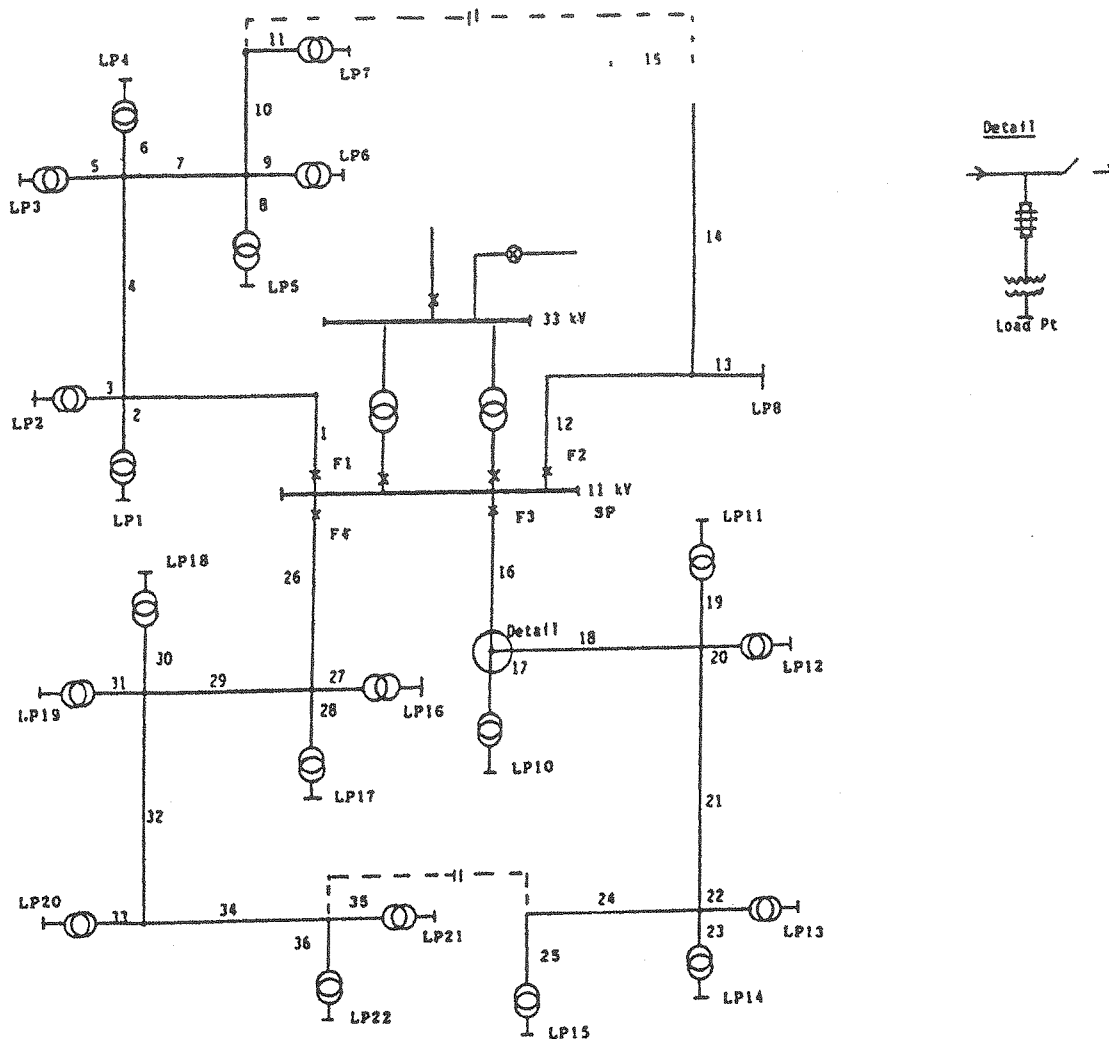 11
15
LP4
LP7
10
Detail
6
7
9
LP6
5
LP3
8
14
4
LP5
33 kV
Load Pt
3
13
2
LP2
12
LP8
1
F1
F2
11 kV
SP
LP1
F3
LP11
F4
LP18
26
16
19
Detail
18
30
17
20
LP12
31
29
27
LP19
28
LP16
LP10
LP17
21
32
LP20
35
24
22
33
34
23
LP13
36
LP21
25
LP14
LP22
LP15